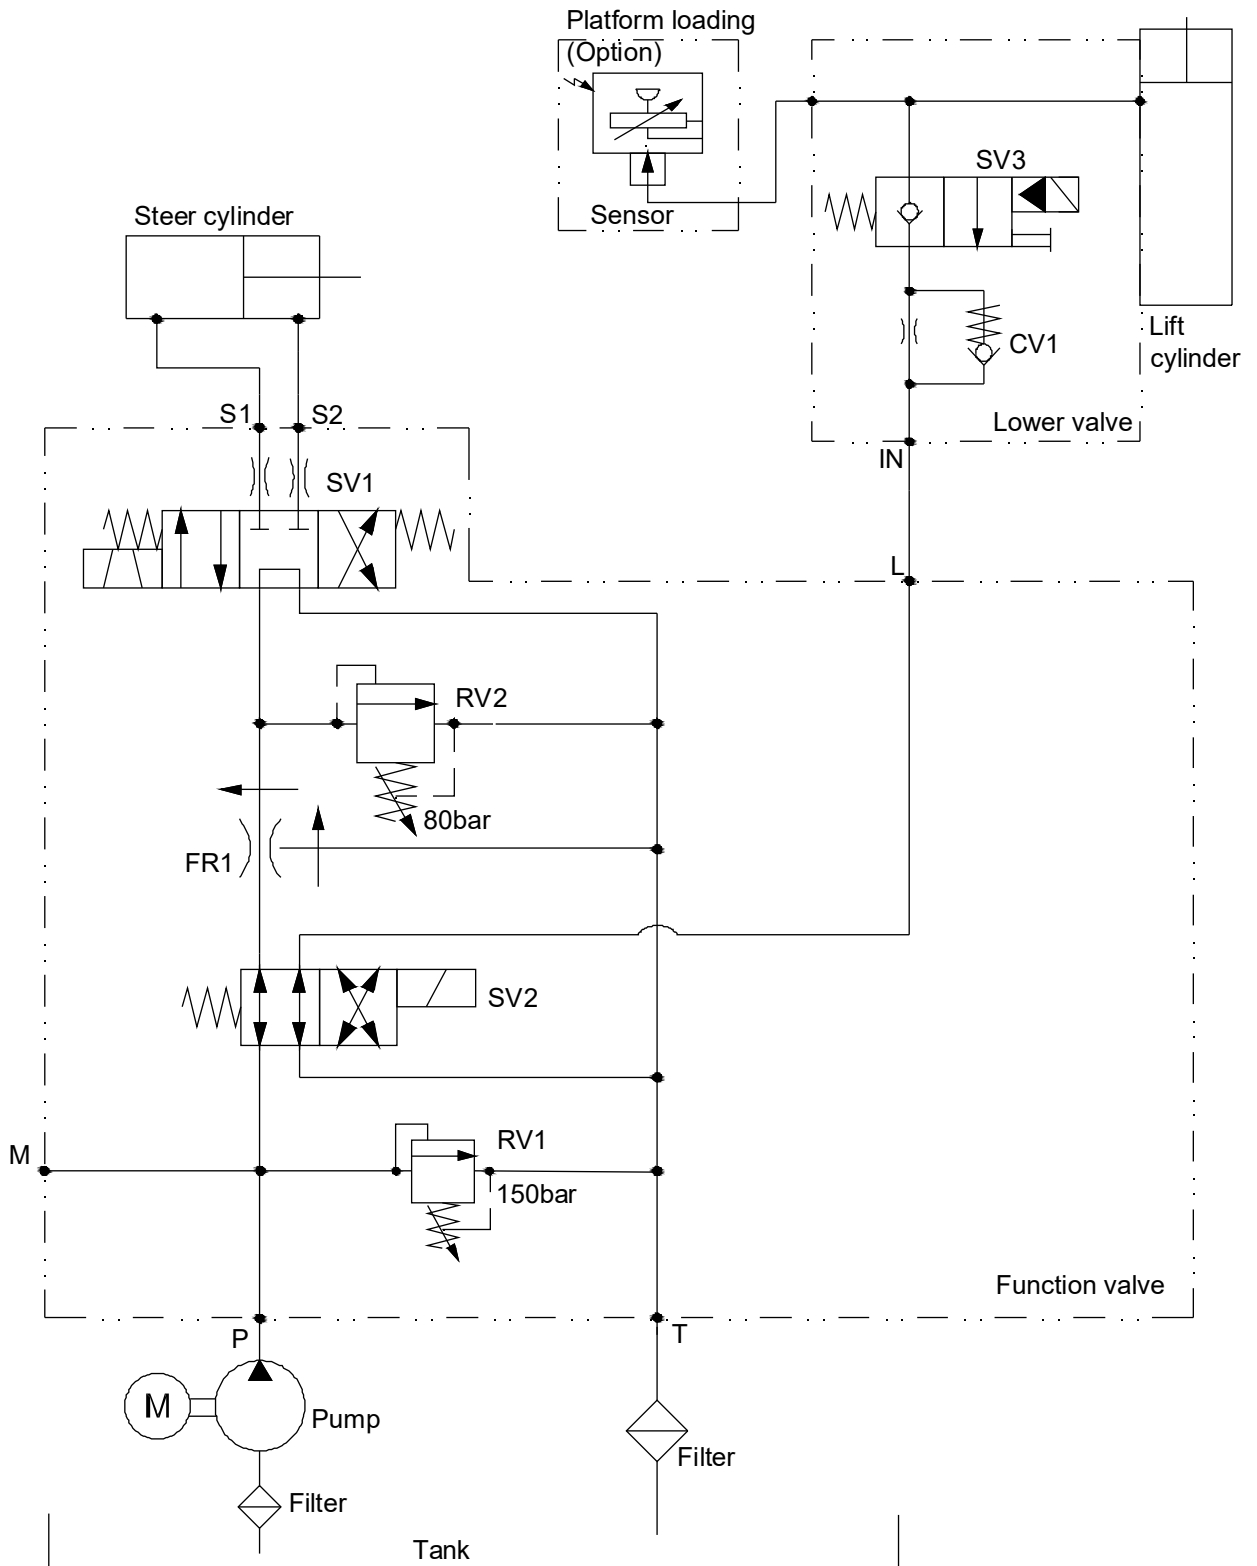 Platform loading
(Option)
SV3
Steer cylinder
Sensor
Lift
cylinder
CV1
S1
S2
Lower valve
IN
SV1
L
RV2
80bar
FR1
SV2
M
RV1
150bar
Function valve
P
T
M
Pump
Filter
Filter
Tank